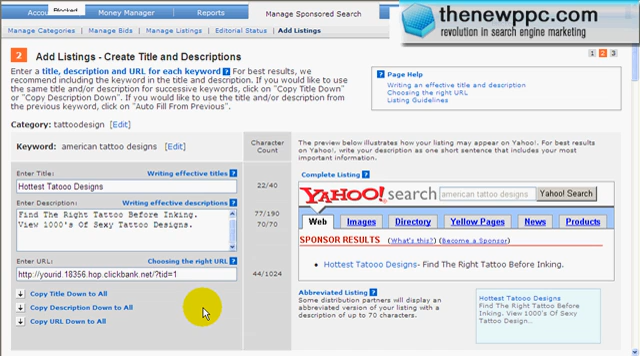 Blocked
Money Manager
Reports
Manage Sponsored Search
thenewppc.com
revolution in search engine marketing
Manage Categories | Manage Bids | Manage Listings | Editorial Status | Add Listings
1 2 3
2 Add Listings - Create Title and Descriptions
Enter a title, description and URL for each keyword ? For best results, we
recommend including the keyword in the title and description. If you would like to
use the same title and/or description for successive keywords, click on "Copy Title Down"
or "Copy Description Down". If you would like to use the title and/or description from
the previous keyword, click on "Auto Fill From Previous".
? Page Help
Writing an effective title and description
Choosing the right URL
Listing Guidelines
Category: tattoodesign [Edit]
Keyword: american tattoo designs [Edit]
Character
Count
The preview below illustrates how your listing may appear on Yahoo!. For best results
on Yahoo!, write your description as one short sentence that includes your most
important information.
Enter Title: Writing effective titles ?
Hottest Tatooo Designs
22/40
Enter Description: Writing effective descriptions ?
Find The Right Tattoo Before Inking.
View 1000's Of Sexy Tattoo Designs.
77/190
70/70
Enter URL: Choosing the right URL ?
http://yourid.18356.hop.clickbank.net/?tid=1
44/1024
Copy Title Down to All
Copy Description Down to All
Copy URL Down to All
Complete Listing ?
YAHOO! search american tattoo designs Yahoo! Search
Web Images Directory Yellow Pages News Products
SPONSOR RESULTS (What's this?) (Become a Sponsor)
• Hottest Tatooo Designs- Find The Right Tattoo Before Inking.
Abbreviated Listing ?
Some distribution partners will display an
abbreviated version of your listing with a
description of up to 70 characters.
Hottest Tatooo Designs
Find The Right Tattoo Before
Inking. View 1000's Of Sexy
Tattoo Design...